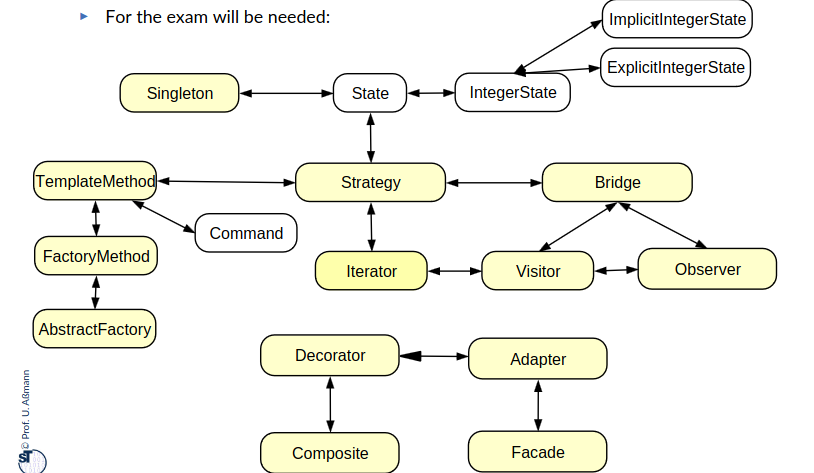 ▸ For the exam will be needed:
ImplicitIntegerState
ExplicitIntegerState
Singleton
State
IntegerState
TemplateMethod
Strategy
Bridge
Command
FactoryMethod
Iterator
Visitor
Observer
AbstractFactory
Decorator
Adapter
Composite
Facade
© Prof. U. Aßmann
ST